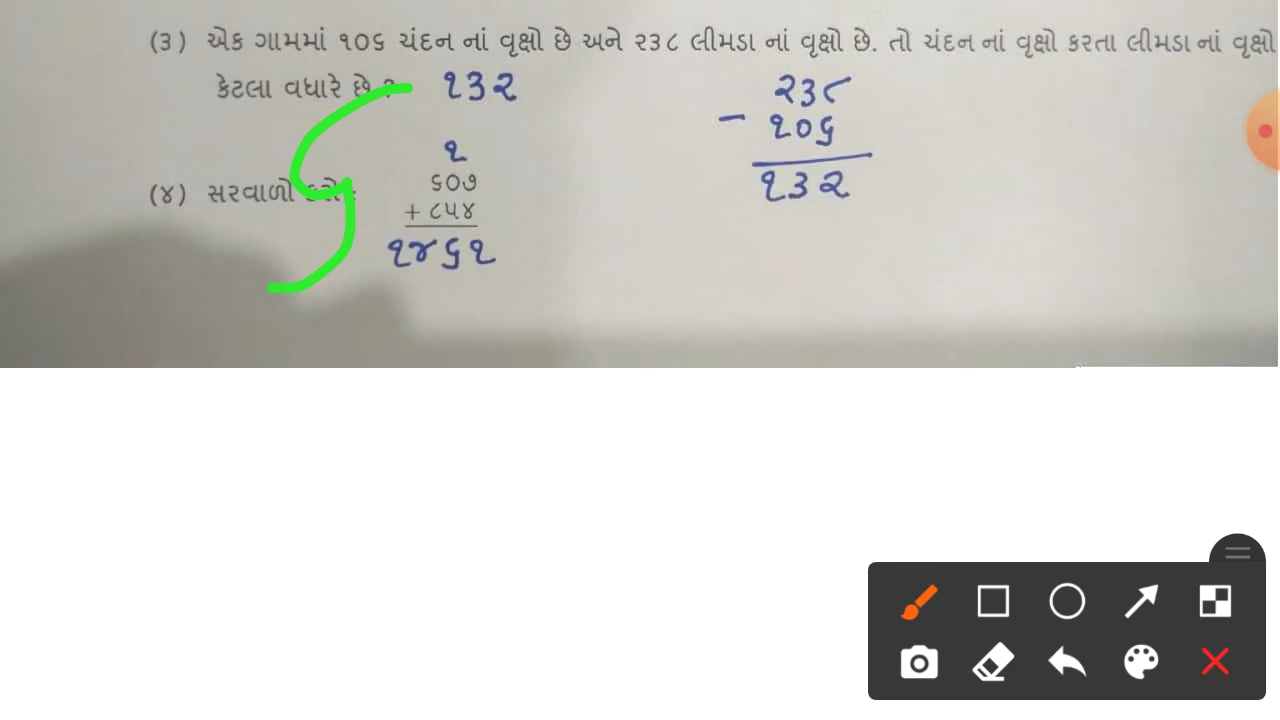 (૩) એક ગામમાં ૧૦૬ ચંદન નાં વૃક્ષો છે અને ૨૩૮ લીમડા નાં વૃક્ષો છે. તો ચંદન નાં વૃક્ષો કરતા લીમડા નાં વૃક્ષો
કેટલા વધારે છે ? ૧૩૨
૨૩૮
- ૧૦૬
૧૩૨
(૪) સરવાળો કરો :
૧
૬૦૭
+ ૮૫૪
૧૪૬૧